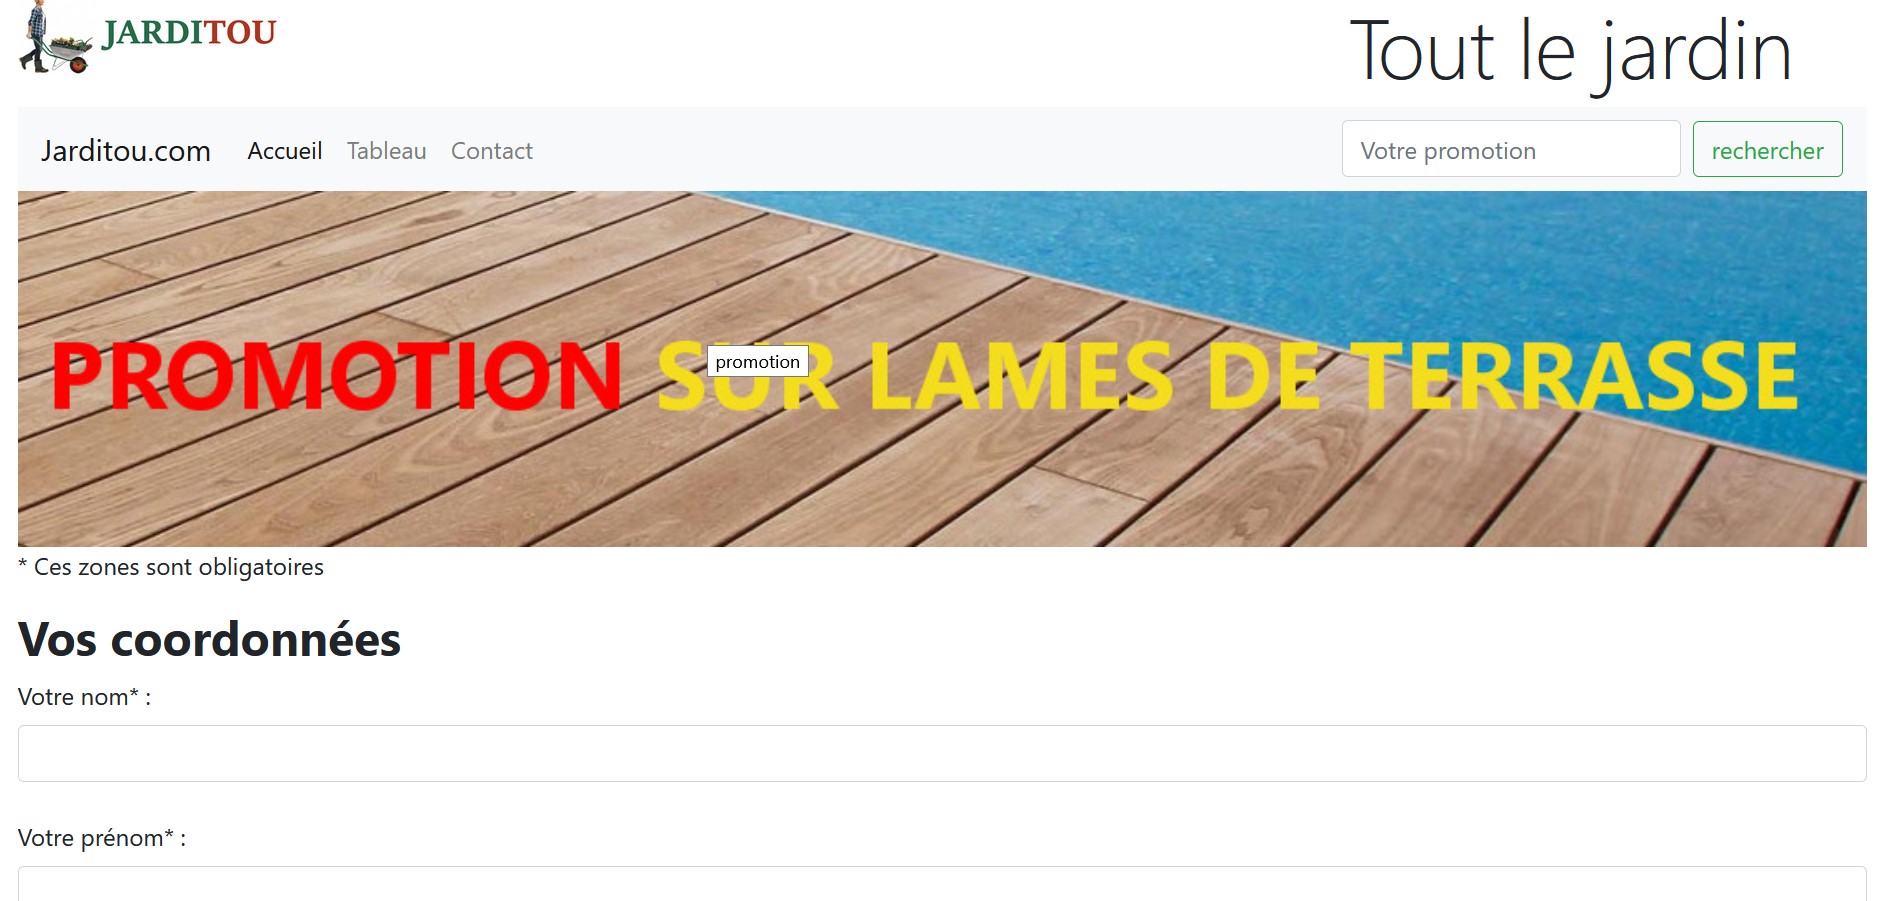 JARDITOU
Tout le jardin
Jarditou.com Accueil Tableau Contact Votre promotion rechercher
PROMOTION SUR LAMES DE TERRASSE
promotion
* Ces zones sont obligatoires
Vos coordonnées
Votre nom* :
Votre prénom* :